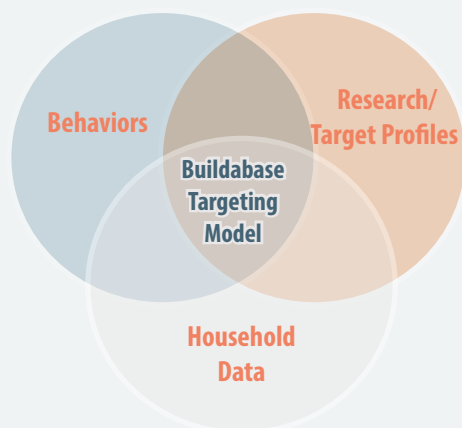 Behaviors
Research/
Target Profiles
Buildabase
Targeting
Model
Household
Data